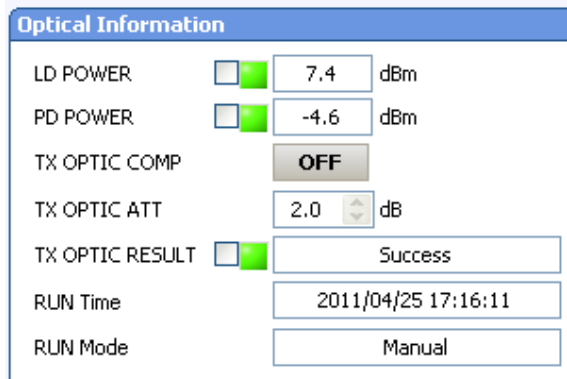 Optical Information
LD POWER 7.4 dBm
PD POWER -4.6 dBm
TX OPTIC COMP OFF
TX OPTIC ATT 2.0 dB
TX OPTIC RESULT Success
RUN Time 2011/04/25 17:16:11
RUN Mode Manual